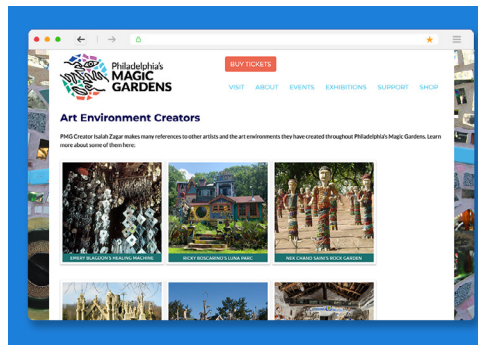 Philadelphia's
MAGIC
GARDENS
BUY TICKETS
VISIT ABOUT EVENTS EXHIBITIONS SUPPORT SHOP
Art Environment Creators
PMG Creator Isaiah Zagar makes many references to other artists and the art environments they have created throughout Philadelphia's Magic Gardens. Learn
more about some of them here:
EMERY BLAGDON'S HEALING MACHINE
RICKY BOSCARINO'S LUNA PARC
NEK CHAND SAINI'S ROCK GARDEN